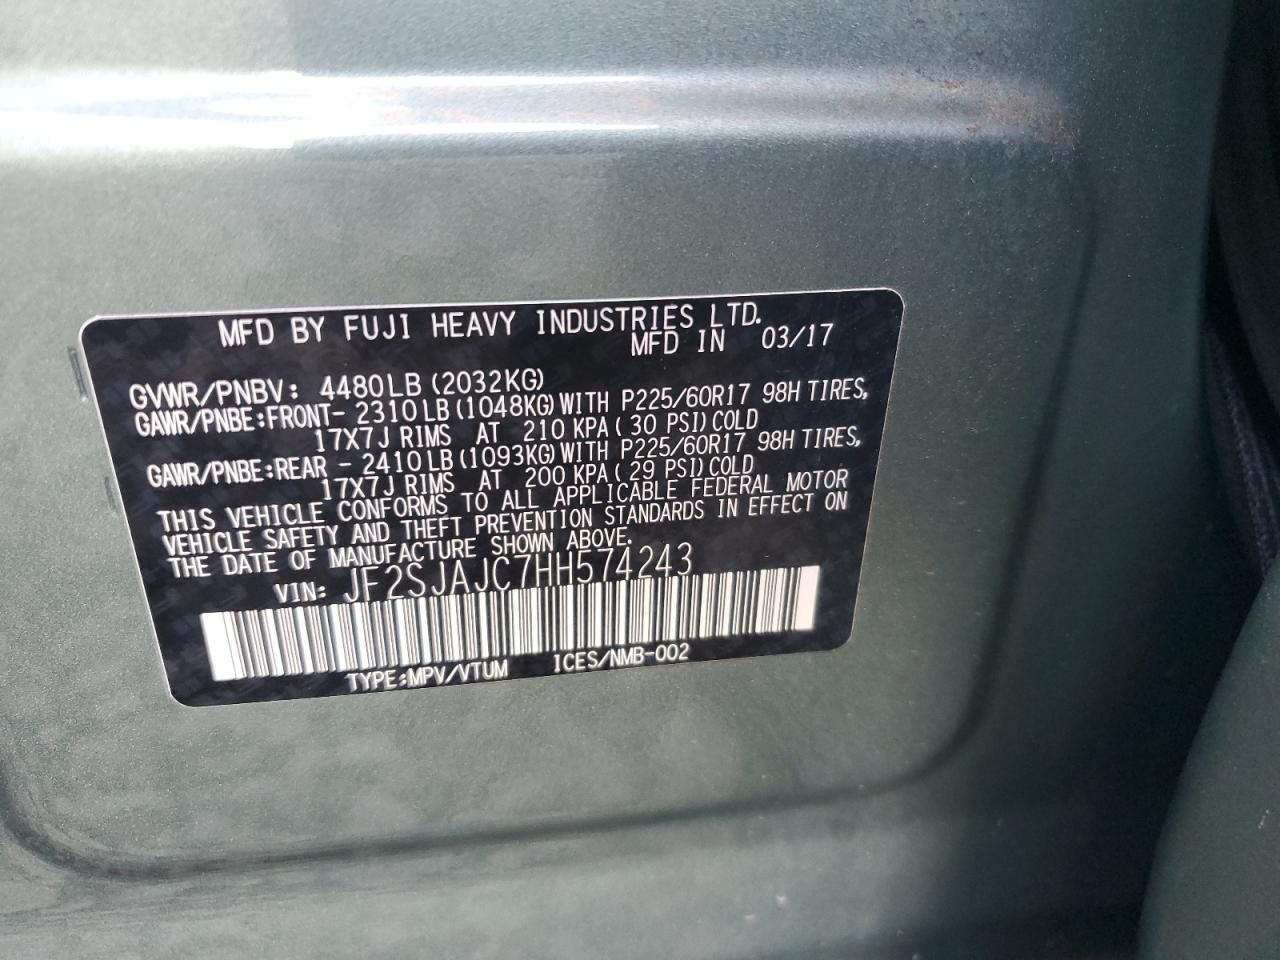 MFD BY FUJI HEAVY INDUSTRIES LTD.
MFD IN 03/17
GVWR/PNBV: 4480LB (2032KG)
GAWR/PNBE:FRONT- 2310LB (1048KG) WITH P225/60R17 98H TIRES,
17X7J RIMS AT 210 KPA ( 30 PSI) COLD
GAWR/PNBE:REAR - 2410LB (1093KG) WITH P225/60R17 98H TIRES,
17X7J RIMS AT 200 KPA ( 29 PSI) COLD
THIS VEHICLE CONFORMS TO ALL APPLICABLE FEDERAL MOTOR
VEHICLE SAFETY AND THEFT PREVENTION STANDARDS IN EFFECT ON
THE DATE OF MANUFACTURE SHOWN ABOVE.
VIN: JF2SJAJC7HH574243
TYPE:MPV/VTUM ICES/NMB-002